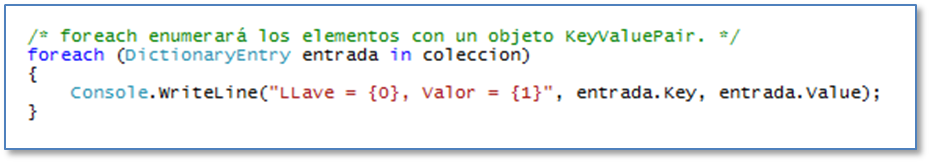 /* foreach enumerará los elementos con un objeto KeyValuePair. */
foreach (DictionaryEntry entrada in coleccion)
{
    Console.WriteLine("LLave = {0}, Valor = {1}", entrada.Key, entrada.Value);
}